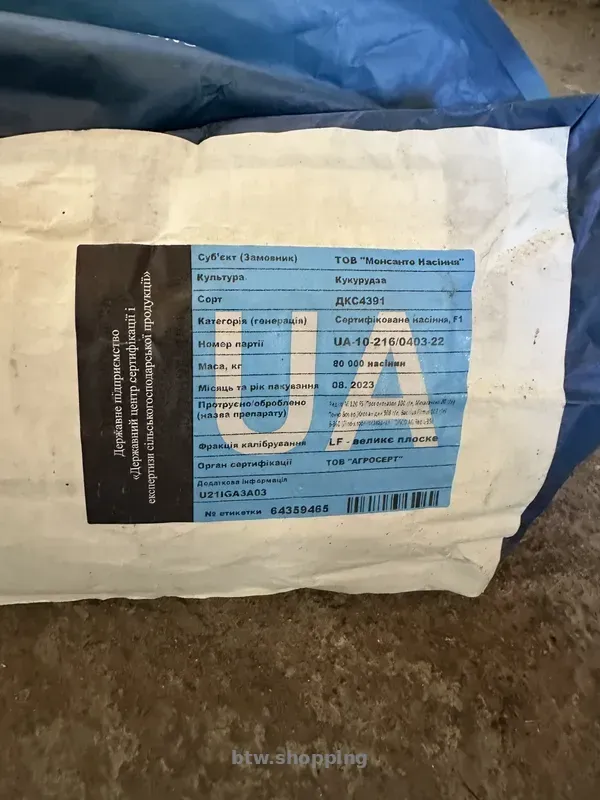 Державне підприємство
«Державний центр сертифікації і
експертизи сільськогосподарської продукції»
UA
Суб'єкт (Замовник) ТОВ "Монсанто Насіння"
Культура Кукурудза
Сорт ДКС4391
Категорія (генерація) Сертифіковане насіння, F1
Номер партії UA-10-216/0403-22
Маса, кг 80 000 насінин
Місяць та рік пакування 08. 2023
Протруєно/оброблено
(назва препарату)
Фракція калібрування LF - велике плоске
Орган сертифікації ТОВ "АГРОСЕРТ"
Додаткова інформація
U21IGA3A03
№ етикетки 64359465
btw.shopping